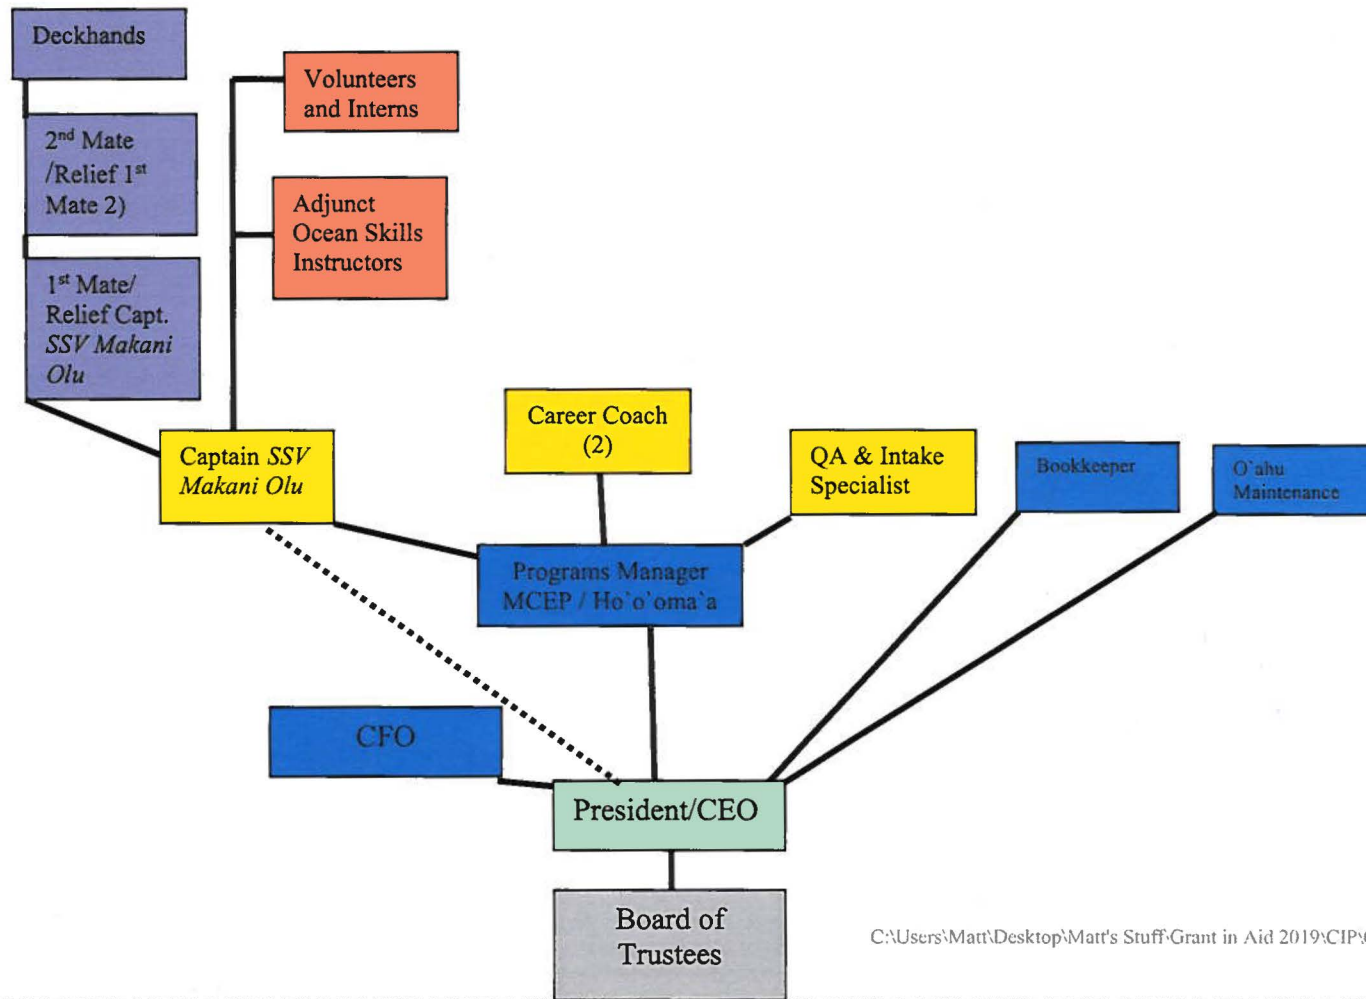 Deckhands
Volunteers
and Interns
2nd Mate
/Relief 1st
Mate 2)
Adjunct
Ocean Skills
Instructors
1st Mate/
Relief Capt.
SSV Makani
Olu
Career Coach
(2)
Captain SSV
Makani Olu
QA & Intake
Specialist
Bookkeeper
O`ahu
Maintenance
Programs Manager
MCEP / Ho`o`oma`a
CFO
President/CEO
Board of
Trustees
C:\Users\Matt\Desktop\Matt's Stuff\Grant in Aid 2019\CIP\